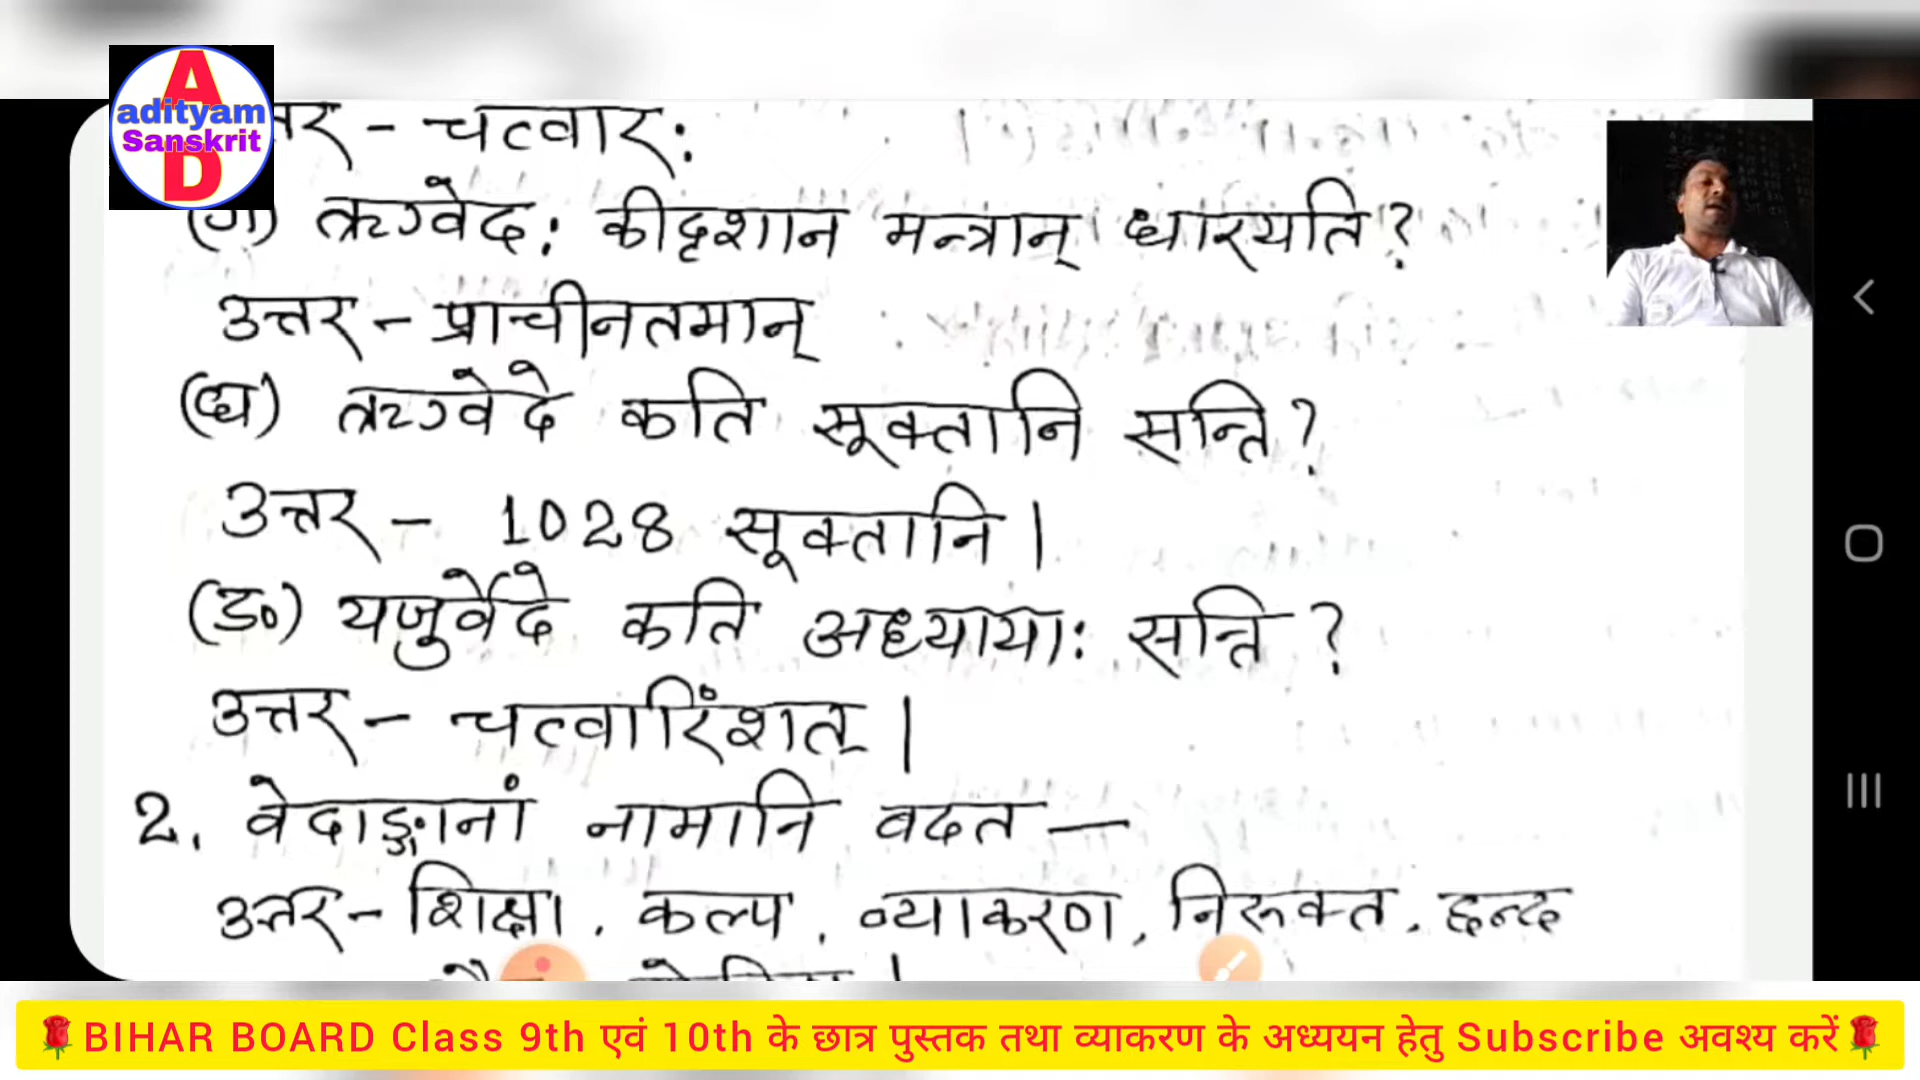 A
adityam
Sanskrit
D
त्तर - चत्वार:
(ग) ऋग्वेद: कीदृशान मन्त्रान् धारयति?
उत्तर - प्राचीनतमान्
(घ) ऋग्वेदे कति सूक्तानि सन्ति?
उत्तर - 1028 सूक्तानि।
(ङ) यजुर्वेदे कति अध्याया: सन्ति?
उत्तर - चत्वारिंशत्।
2. वेदाङ्गानां नामानि वदत —
उत्तर - शिक्षा, कल्प, व्याकरण, निरुक्त, छन्द
🌹BIHAR BOARD Class 9th एवं 10th के छात्र पुस्तक तथा व्याकरण के अध्ययन हेतु Subscribe अवश्य करें🌹